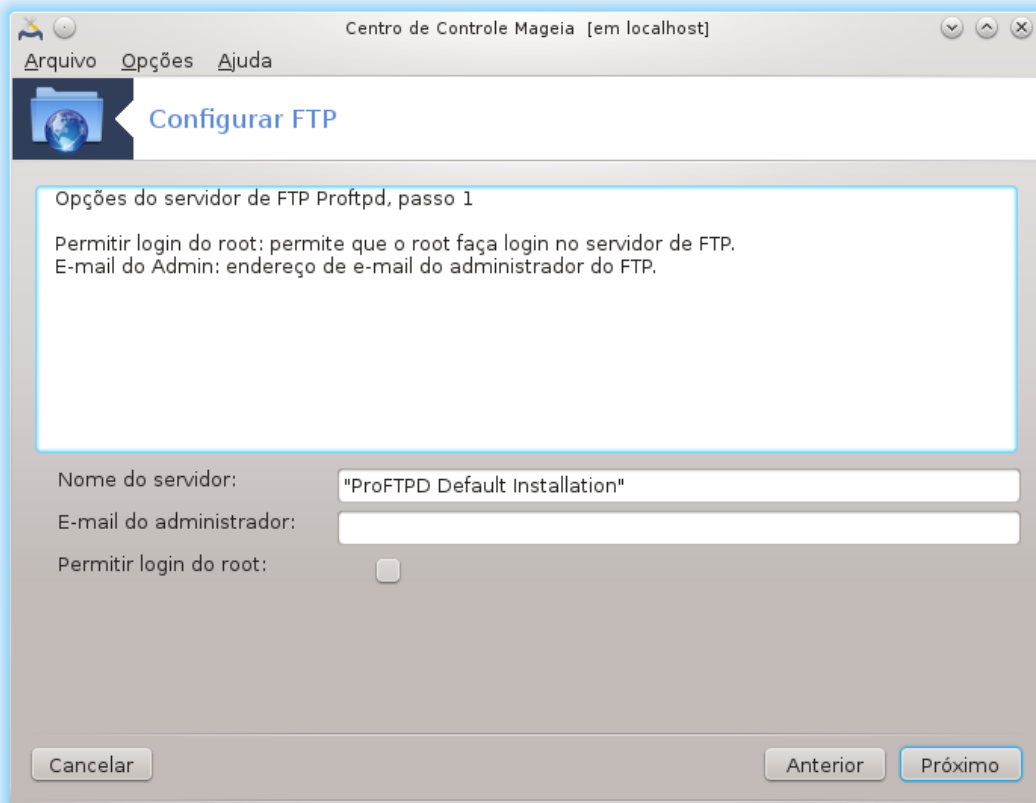 Centro de Controle Mageia [em localhost]
Arquivo Opções Ajuda
Configurar FTP
Opções do servidor de FTP Proftpd, passo 1
Permitir login do root: permite que o root faça login no servidor de FTP.
E-mail do Admin: endereço de e-mail do administrador do FTP.
Nome do servidor: "ProFTPD Default Installation"
E-mail do administrador:
Permitir login do root:
Cancelar Anterior Próximo